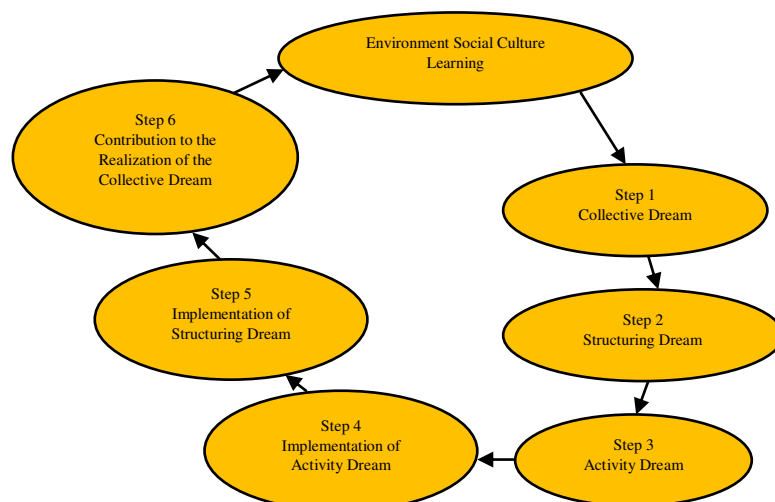 Environment Social Culture
Learning
Step 1
Collective Dream
Step 2
Structuring Dream
Step 3
Activity Dream
Step 4
Implementation of
Activity Dream
Step 5
Implementation of
Structuring Dream
Step 6
Contribution to the
Realization of the
Collective Dream